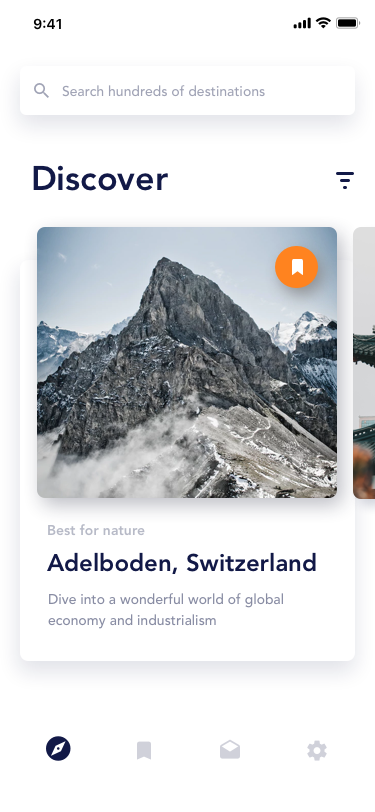 9:41
Search hundreds of destinations
Discover
Best for nature
Adelboden, Switzerland
Dive into a wonderful world of global
economy and industrialism